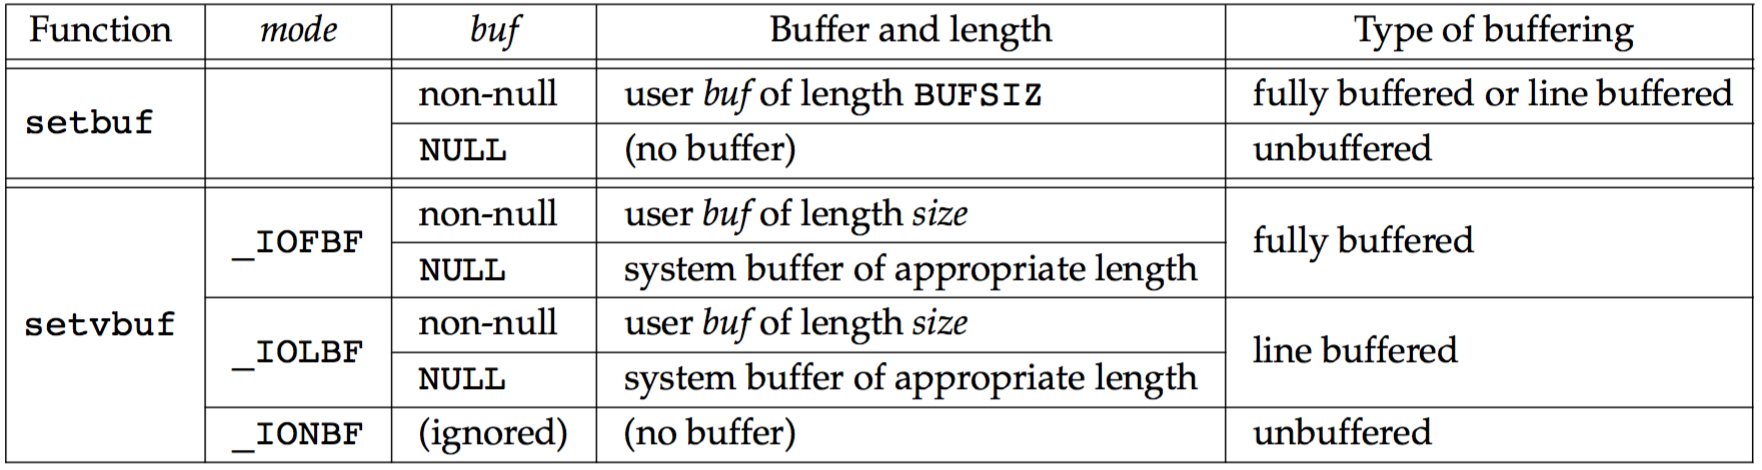 Function mode buf Buffer and length Type of buffering
setbuf non-null user buf of length BUFSIZ fully buffered or line buffered
NULL (no buffer) unbuffered
setvbuf _IOFBF non-null user buf of length size fully buffered
NULL system buffer of appropriate length
_IOLBF non-null user buf of length size line buffered
NULL system buffer of appropriate length
_IONBF (ignored) (no buffer) unbuffered